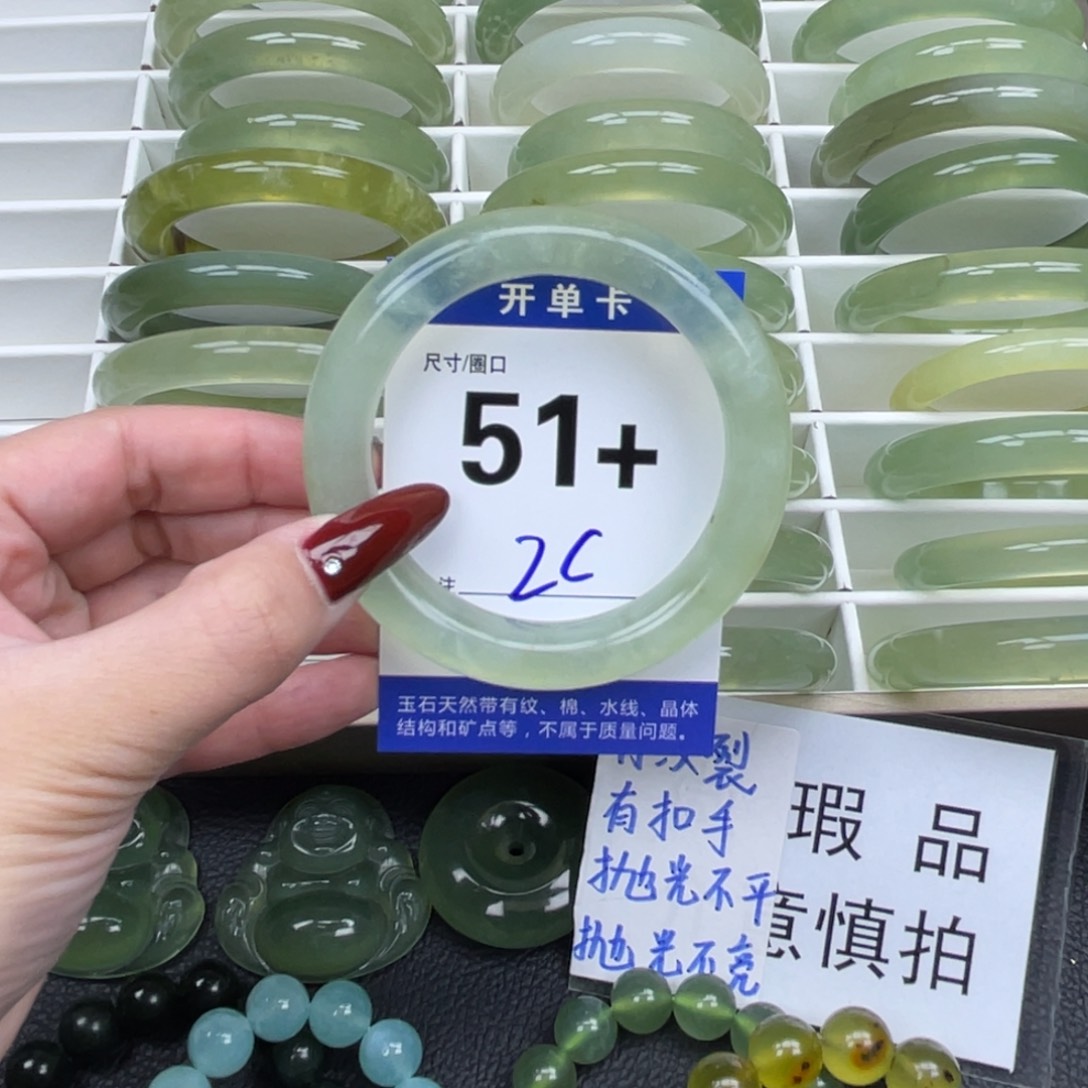 开单卡
尺寸/圈口
51+
注 2C
玉石天然带有纹、棉、水线、晶体
结构和矿点等，不属于质量问题。
裂
有扣手
抛光不平
抛光不亮
瑕 品
意慎拍